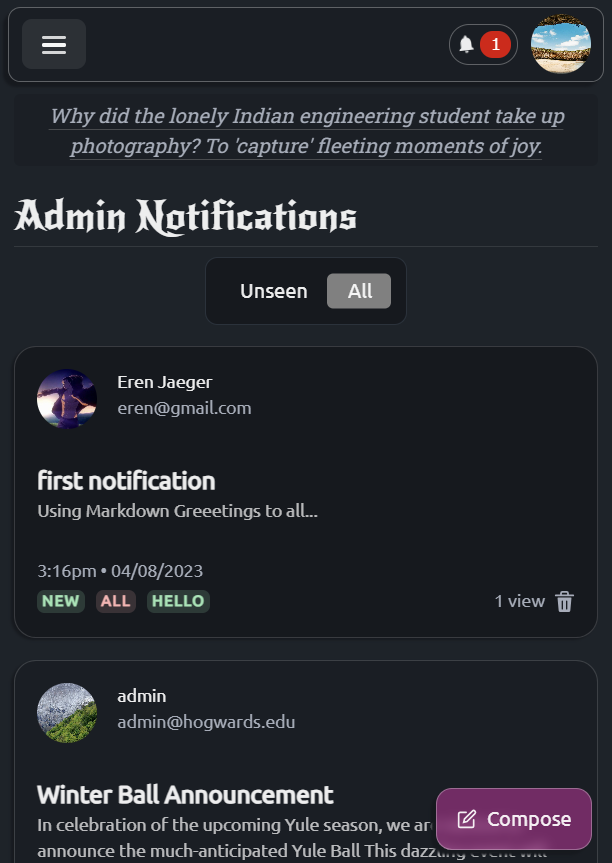 1
Why did the lonely Indian engineering student take up
photography? To 'capture' fleeting moments of joy.
Admin Notifications
Unseen All
Eren Jaeger
eren@gmail.com
first notification
Using Markdown Greeetings to all...
3:16pm • 04/08/2023
NEW ALL HELLO 1 view
admin
admin@hogwards.edu
Winter Ball Announcement
In celebration of the upcoming Yule season, we are
Compose
announce the much-anticipated Yule Ball This dazzling event will